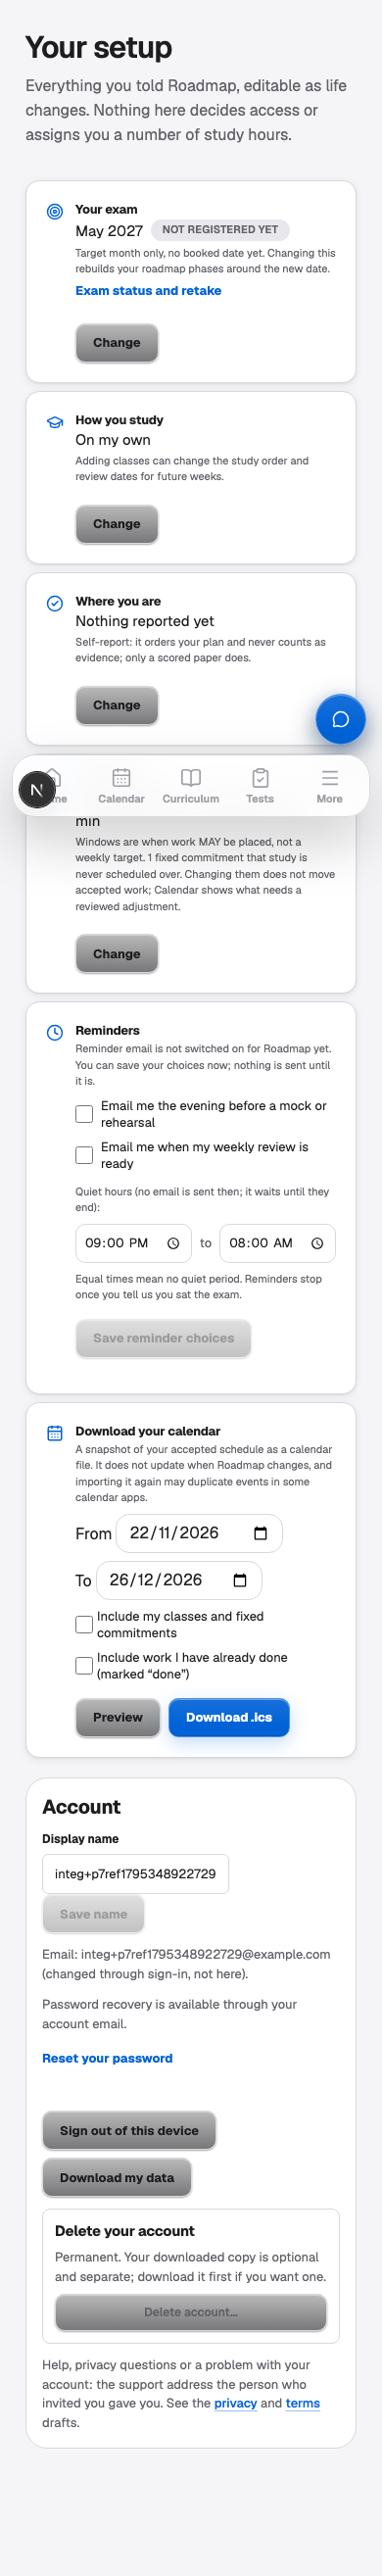 Your setup
Everything you told Roadmap, editable as life
changes. Nothing here decides access or
assigns you a number of study hours.
Your exam
May 2027 NOT REGISTERED YET
Target month only, no booked date yet. Changing this
rebuilds your roadmap phases around the new date.
Exam status and retake
Change
How you study
On my own
Adding classes can change the study order and
review dates for future weeks.
Change
Where you are
Nothing reported yet
Self-report: it orders your plan and never counts as
evidence; only a scored paper does.
Change
N
Calendar Curriculum Tests More
min
Windows are when work MAY be placed, not a
weekly target. 1 fixed commitment that study is
never scheduled over. Changing them does not move
accepted work; Calendar shows what needs a
reviewed adjustment.
Change
Reminders
Reminder email is not switched on for Roadmap yet.
You can save your choices now; nothing is sent until
it is.
Email me the evening before a mock or
rehearsal
Email me when my weekly review is
ready
Quiet hours (no email is sent then; it waits until they
end):
09:00 PM to 08:00 AM
Equal times mean no quiet period. Reminders stop
once you tell us you sat the exam.
Save reminder choices
Download your calendar
A snapshot of your accepted schedule as a calendar
file. It does not update when Roadmap changes, and
importing it again may duplicate events in some
calendar apps.
From 22/11/2026
To 26/12/2026
Include my classes and fixed
commitments
Include work I have already done
(marked “done”)
Preview Download .ics
Account
Display name
integ+p7ref1795348922729
Save name
Email: integ+p7ref1795348922729@example.com
(changed through sign-in, not here).
Password recovery is available through your
account email.
Reset your password
Sign out of this device
Download my data
Delete your account
Permanent. Your downloaded copy is optional
and separate; download it first if you want one.
Delete account...
Help, privacy questions or a problem with your
account: the support address the person who
invited you gave you. See the privacy and terms
drafts.